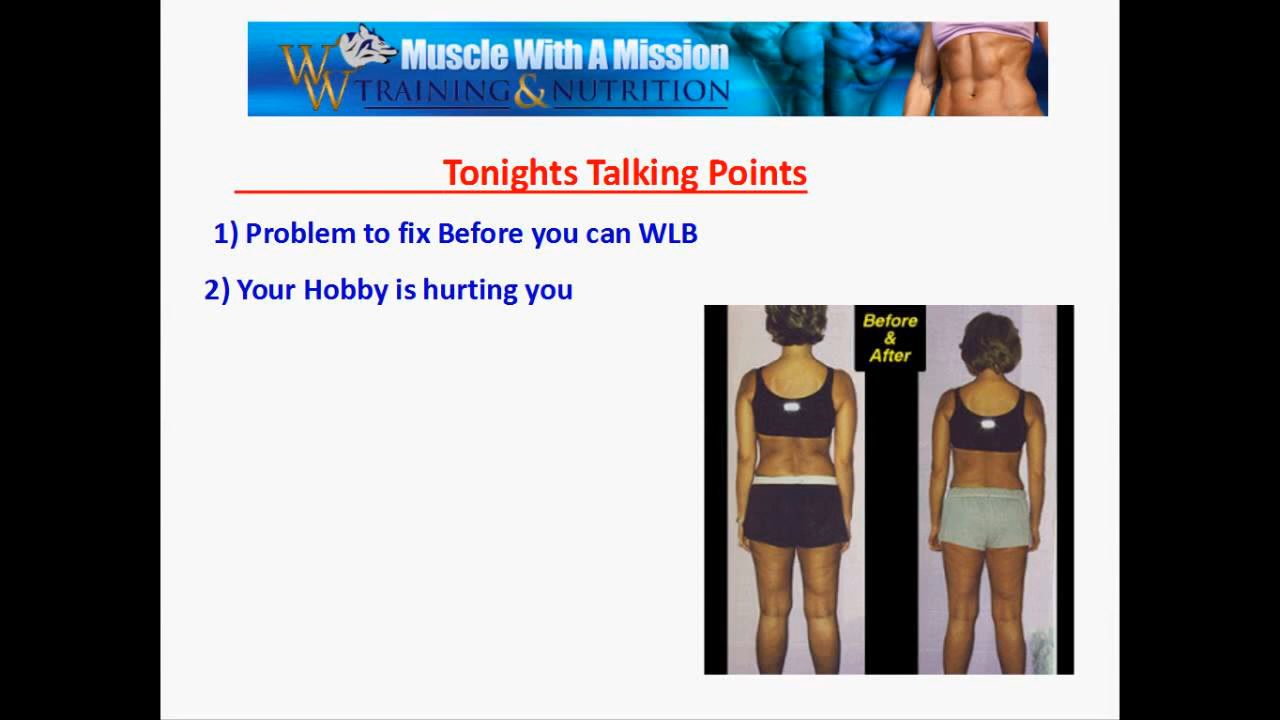 WW Muscle With A Mission
TRAINING & NUTRITION
Tonights Talking Points
1) Problem to fix Before you can WLB
2) Your Hobby is hurting you
Before
&
After